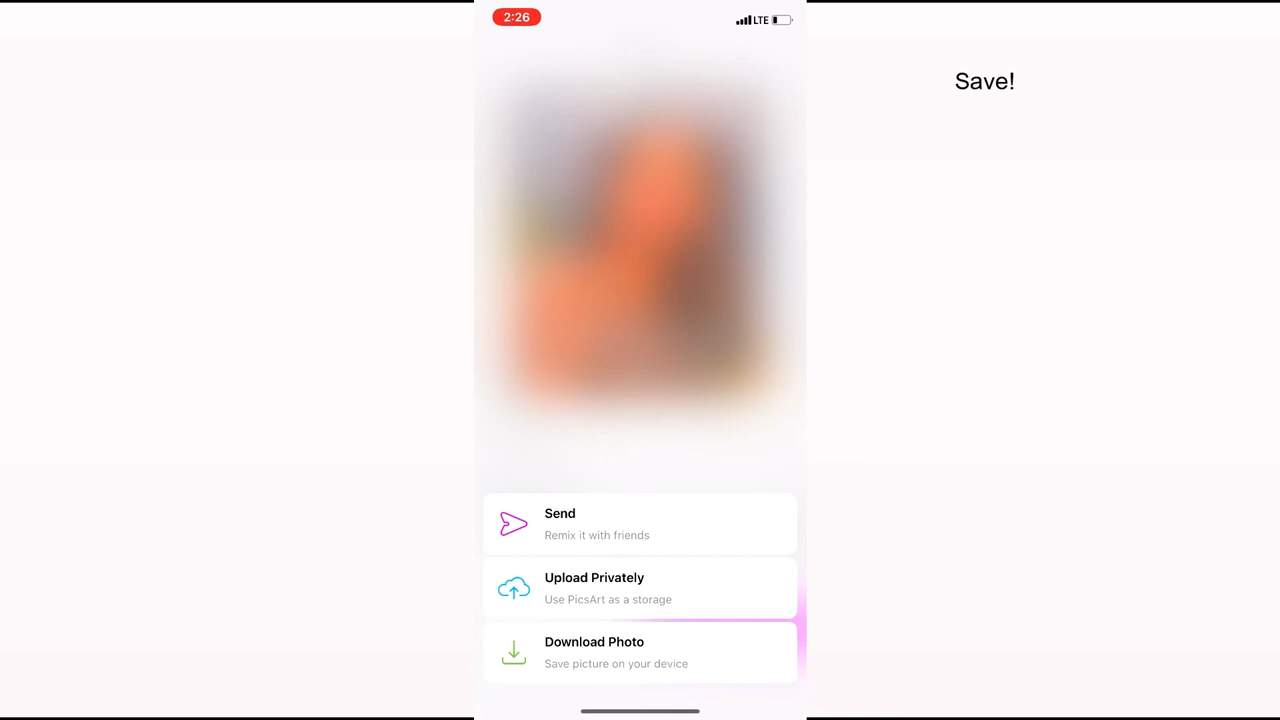 2:26
LTE
Save!
Send
Remix it with friends
Upload Privately
Use PicsArt as a storage
Download Photo
Save picture on your device